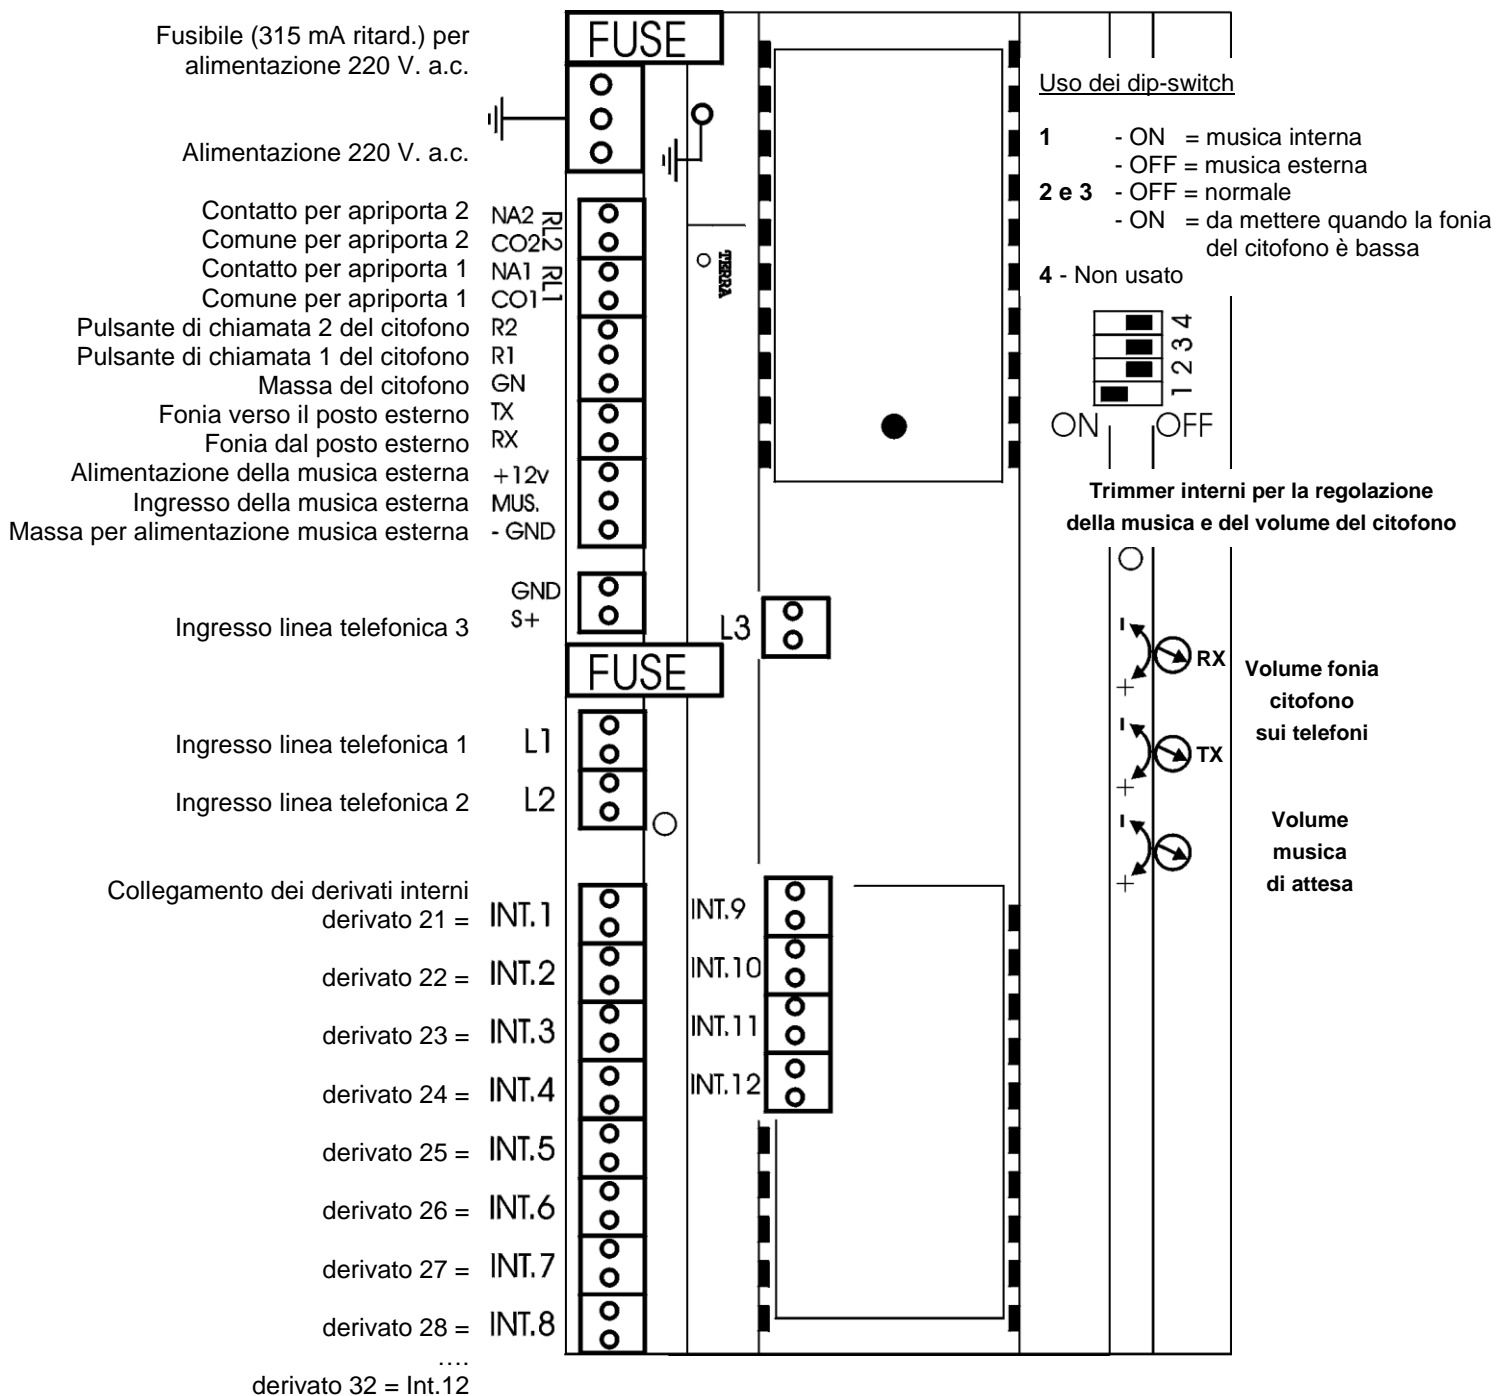 Fusibile (315 mA ritard.) per
alimentazione 220 V. a.c.
FUSE
Alimentazione 220 V. a.c.
Contatto per apriporta 2 NA2
Comune per apriporta 2 CO2
RL2
Contatto per apriporta 1 NA1
Comune per apriporta 1 CO1
RL1
Pulsante di chiamata 2 del citofono R2
Pulsante di chiamata 1 del citofono R1
Massa del citofono GN
Fonia verso il posto esterno TX
Fonia dal posto esterno RX
Alimentazione della musica esterna +12v
Ingresso della musica esterna MUS.
Massa per alimentazione musica esterna - GND
TERRA
GND
S+
Ingresso linea telefonica 3
L3
FUSE
Ingresso linea telefonica 1 L1
Ingresso linea telefonica 2 L2
Collegamento dei derivati interni
derivato 21 = INT.1
derivato 22 = INT.2
derivato 23 = INT.3
derivato 24 = INT.4
derivato 25 = INT.5
derivato 26 = INT.6
derivato 27 = INT.7
derivato 28 = INT.8
....
derivato 32 = Int.12
INT.9
INT.10
INT.11
INT.12
Uso dei dip-switch
1 - ON = musica interna
- OFF = musica esterna
2 e 3 - OFF = normale
- ON = da mettere quando la fonia
del citofono è bassa
4 - Non usato
4
3
2
1
ON OFF
Trimmer interni per la regolazione
della musica e del volume del citofono
- + RX
Volume fonia
citofono
sui telefoni
- + TX
Volume
musica
di attesa
- +